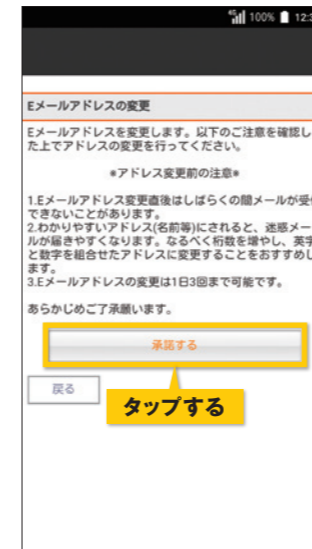 4G 100% 12:3
Eメールアドレスの変更
Eメールアドレスを変更します。以下のご注意を確認し
た上でアドレスの変更を行ってください。
*アドレス変更前の注意*
1.Eメールアドレス変更直後はしばらくの間メールが受信
できないことがあります。
2.わかりやすいアドレス(名前等)にされると、迷惑メー
ルが届きやすくなります。なるべく桁数を増やし、英字
と数字を組合せたアドレスに変更することをおすすめし
ます。
3.Eメールアドレスの変更は1日3回まで可能です。
あらかじめご了承願います。
承諾する
戻る
タップする